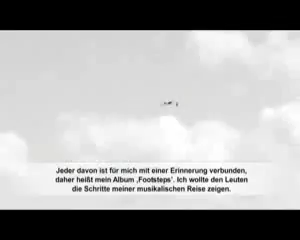 Jeder davon ist für mich mit einer Erinnerung verbunden,
daher heißt mein Album ‚Footsteps'. Ich wollte den Leuten
die Schritte meiner musikalischen Reise zeigen.